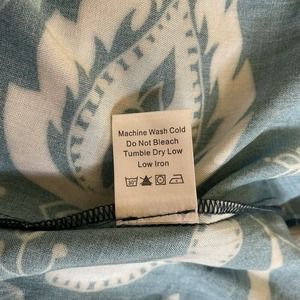 Machine Wash Cold
Do Not Bleach
Tumble Dry Low
Low Iron